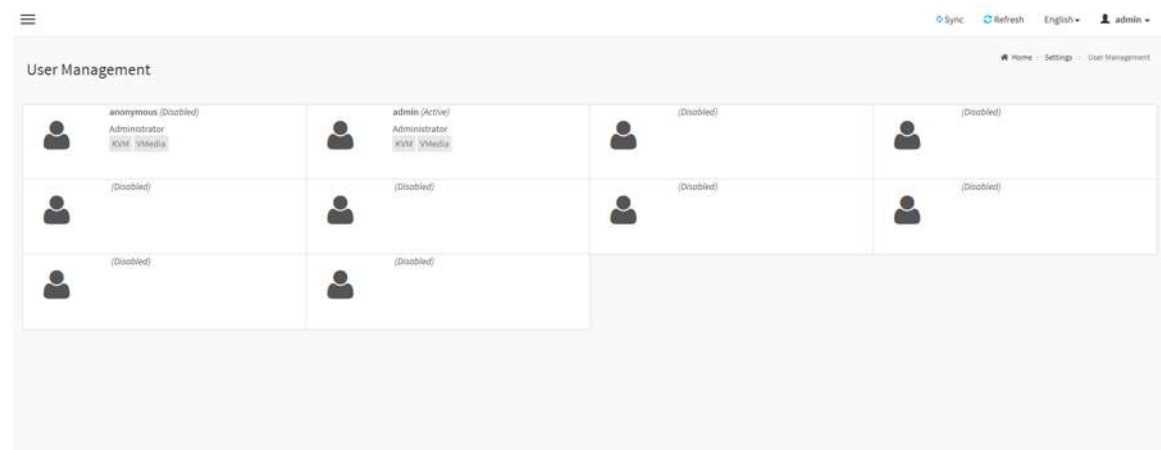 Sync Refresh English admin
Home > Settings > User Management
User Management
anonymous (Disabled)
Administrator
KVM VMedia
admin (Active)
Administrator
KVM VMedia
(Disabled)
(Disabled)
(Disabled)
(Disabled)
(Disabled)
(Disabled)
(Disabled)
(Disabled)